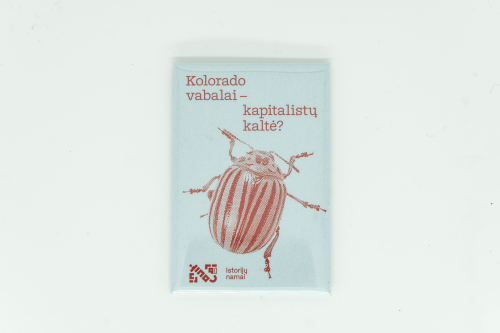 Kolorado
vabalai –
kapitalistų
kaltė?
Istorijų
namai